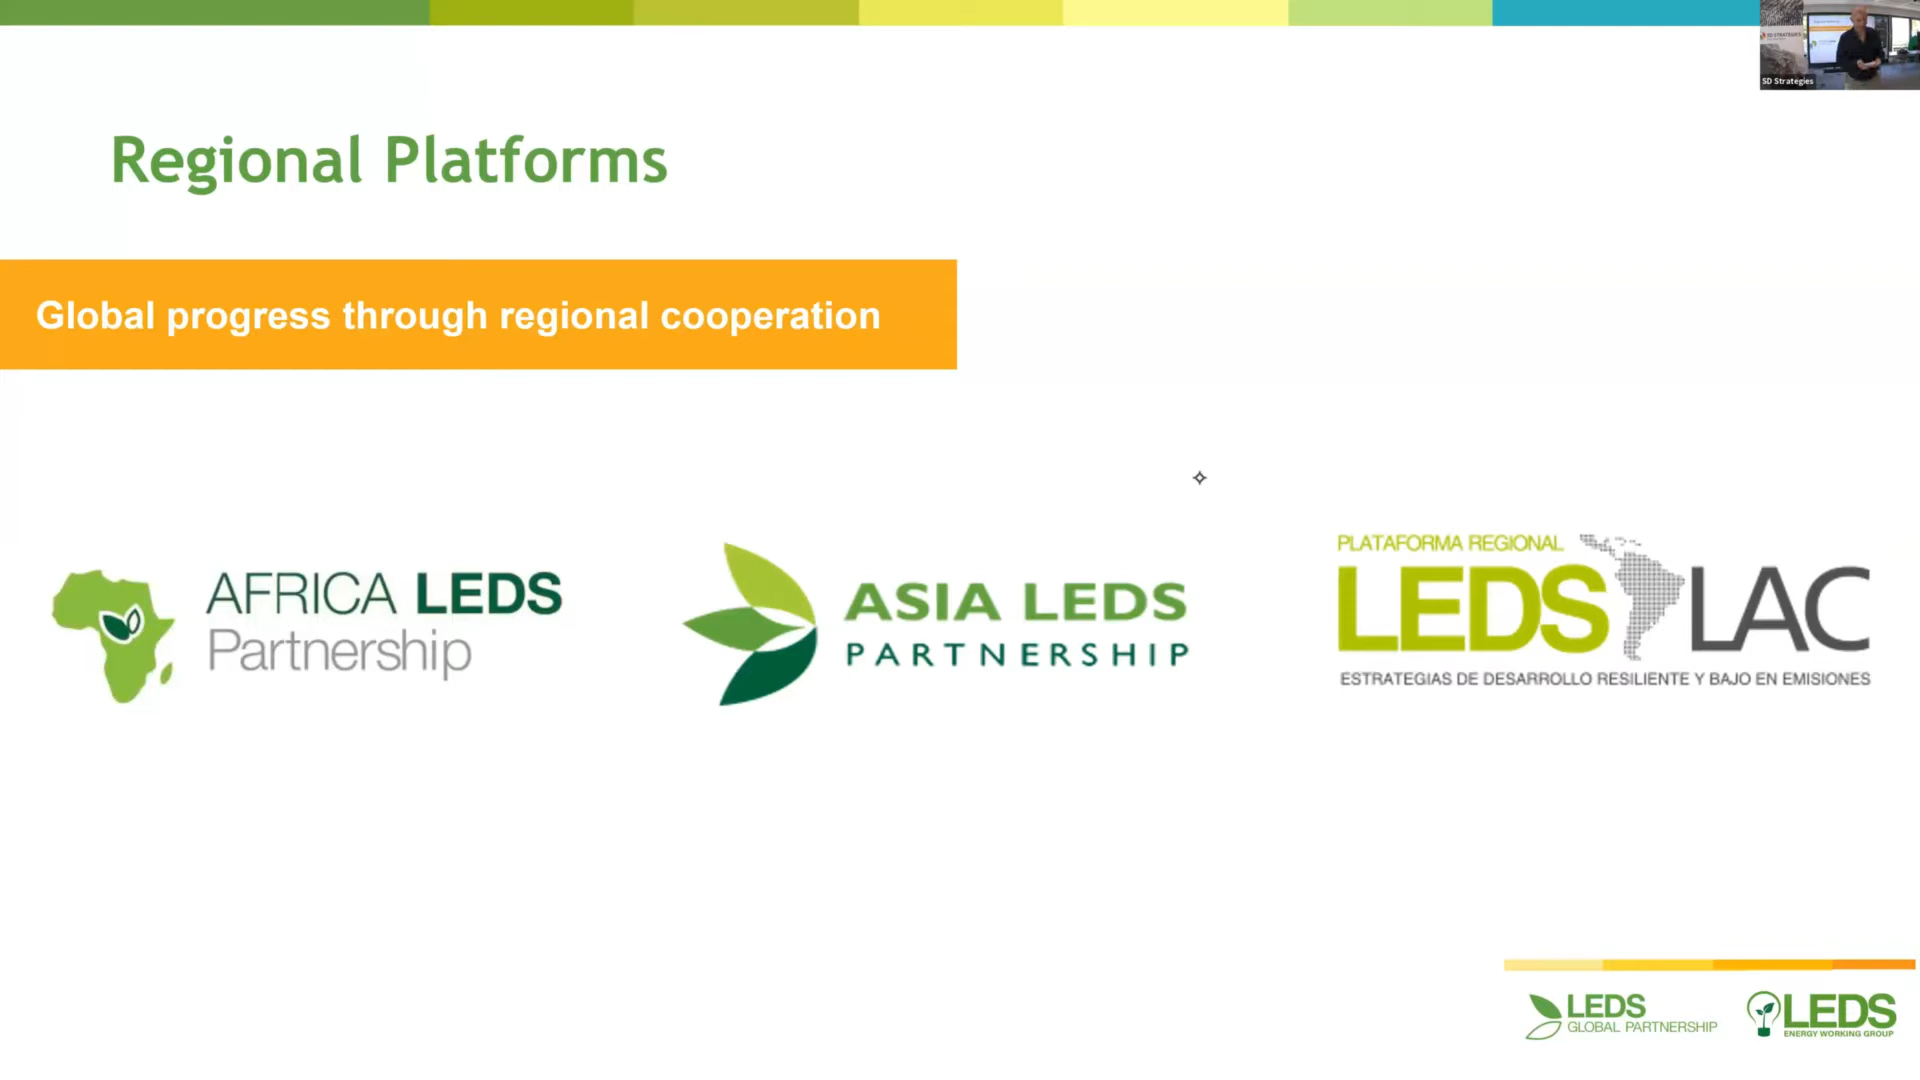 SD Strategies
Regional Platforms
Global progress through regional cooperation
AFRICA LEDS
Partnership
ASIA LEDS
PARTNERSHIP
PLATAFORMA REGIONAL
LEDS LAC
ESTRATEGIAS DE DESARROLLO RESILIENTE Y BAJO EN EMISIONES
LEDS
GLOBAL PARTNERSHIP
LEDS
ENERGY WORKING GROUP